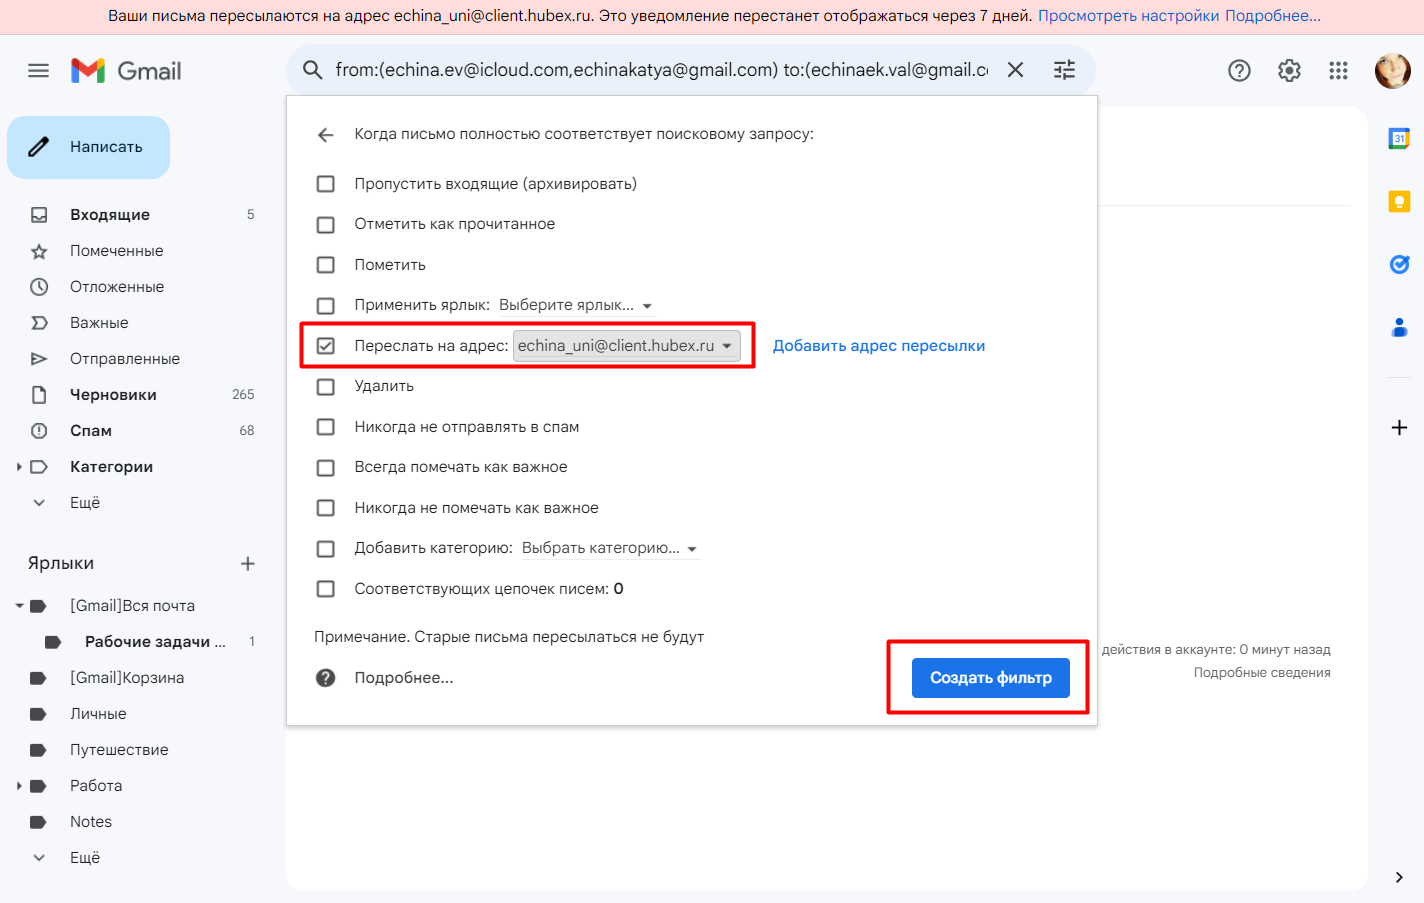 Ваши письма пересылаются на адрес echina_uni@client.hubex.ru. Это уведомление перестанет отображаться через 7 дней. Просмотреть настройки Подробнее...
Gmail
from:(echina.ev@icloud.com,echinakatya@gmail.com) to:(echinaek.val@gmail.c
Написать
Входящие 5
Помеченные
Отложенные
Важные
Отправленные
Черновики 265
Спам 68
Категории
Ещё
Ярлыки
[Gmail]Вся почта
Рабочие задачи ... 1
[Gmail]Корзина
Личные
Путешествие
Работа
Notes
Ещё
Когда письмо полностью соответствует поисковому запросу:
Пропустить входящие (архивировать)
Отметить как прочитанное
Пометить
Применить ярлык: Выберите ярлык...
Переслать на адрес: echina_uni@client.hubex.ru Добавить адрес пересылки
Удалить
Никогда не отправлять в спам
Всегда помечать как важное
Никогда не помечать как важное
Добавить категорию: Выбрать категорию...
Соответствующих цепочек писем: 0
Примечание. Старые письма пересылаться не будут
Подробнее...
Создать фильтр
действия в аккаунте: 0 минут назад
Подробные сведения
31